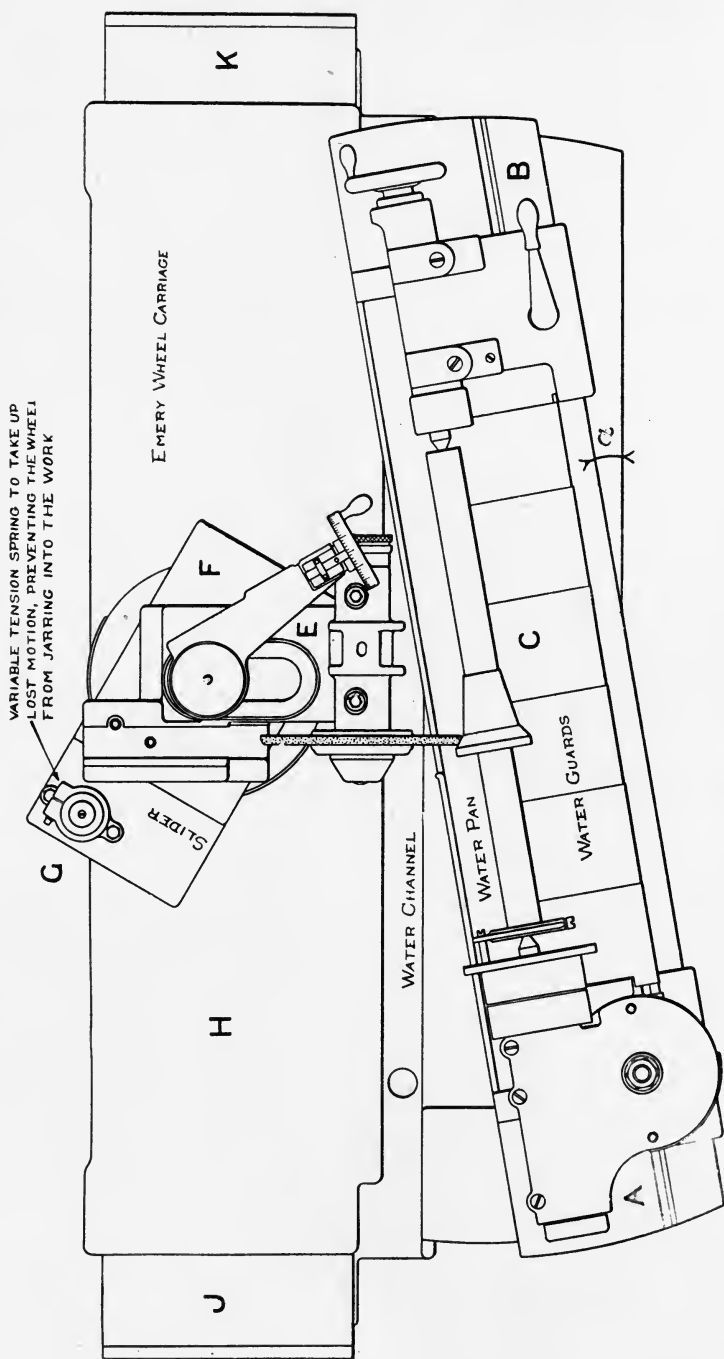 VARIABLE TENSION SPRING TO TAKE UP
LOST MOTION, PREVENTING THE WHEEL
FROM JARRING INTO THE WORK
G
F
E
SLIDER
J
H
EMERY WHEEL CARRIAGE
K
WATER CHANNEL
WATER PAN
WATER GUARDS
C
A
B
a